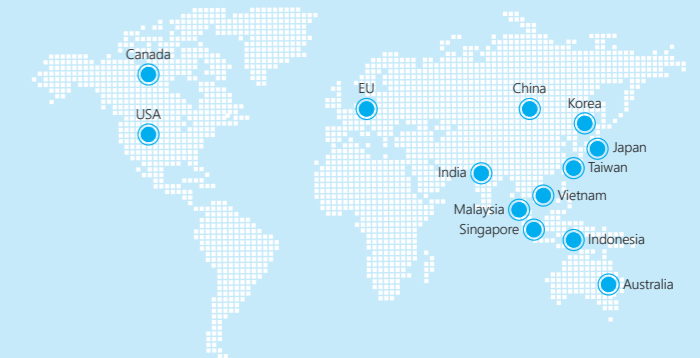 Canada
EU
China
Korea
USA
Japan
Taiwan
India
Vietnam
Malaysia
Singapore
Indonesia
Australia